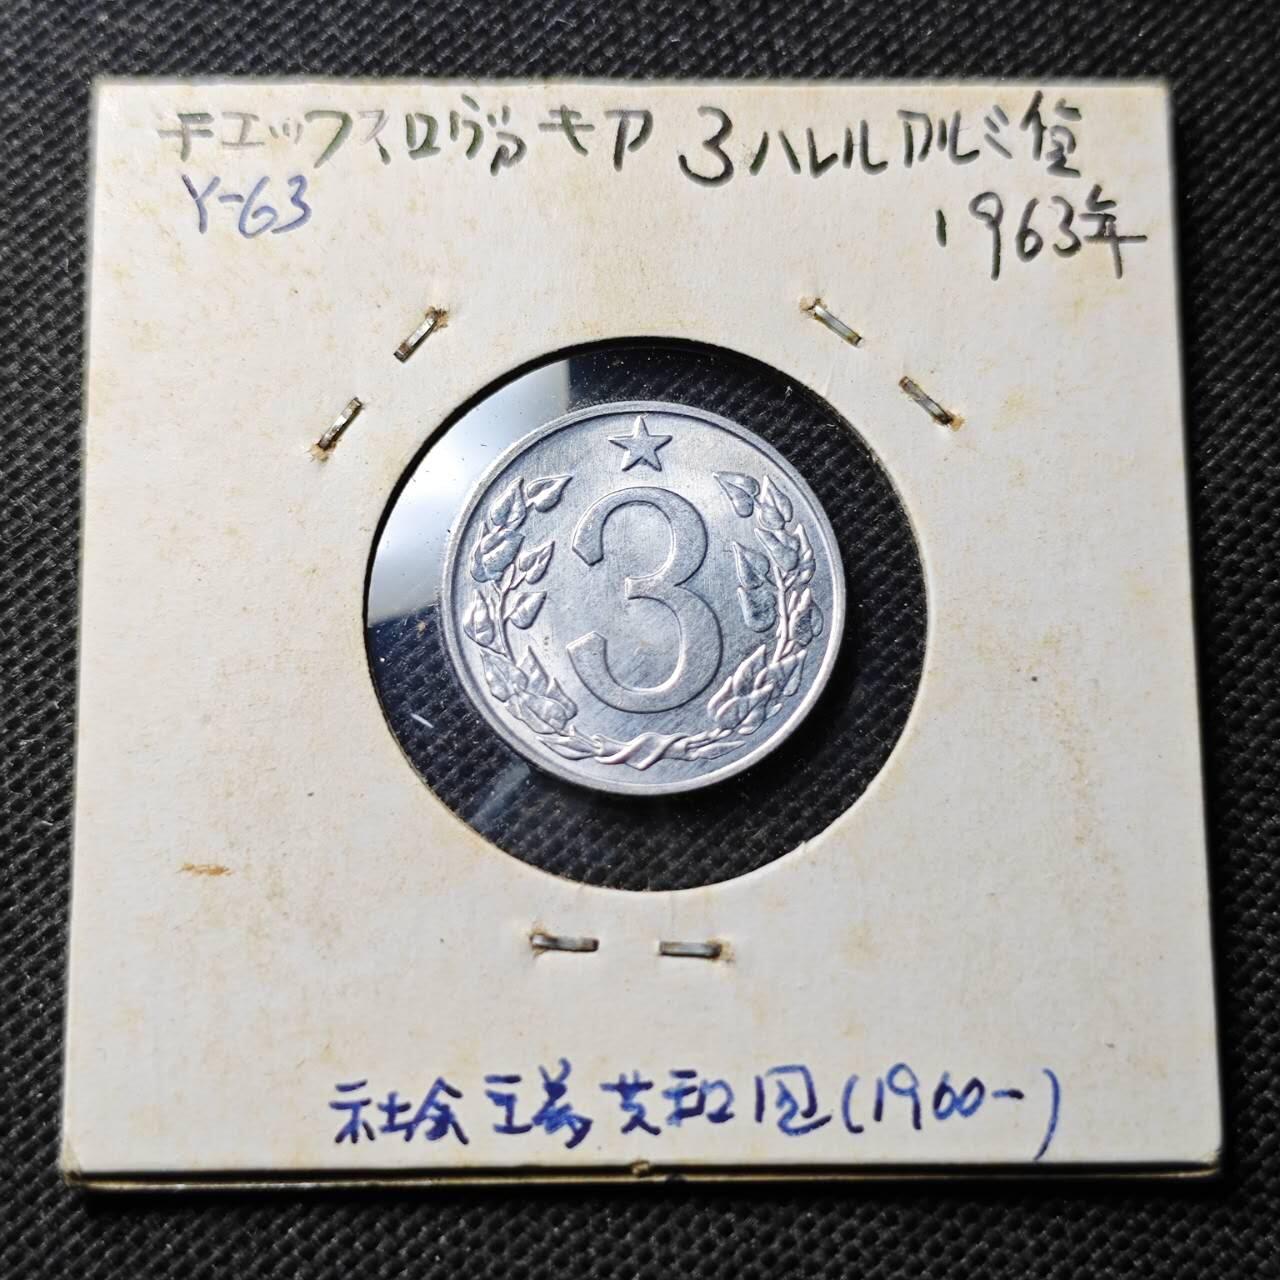 チエッコスロヴァキア 3ハレル アルミ貨
Y-63
1963年
3
社会主義共和国(1960-)